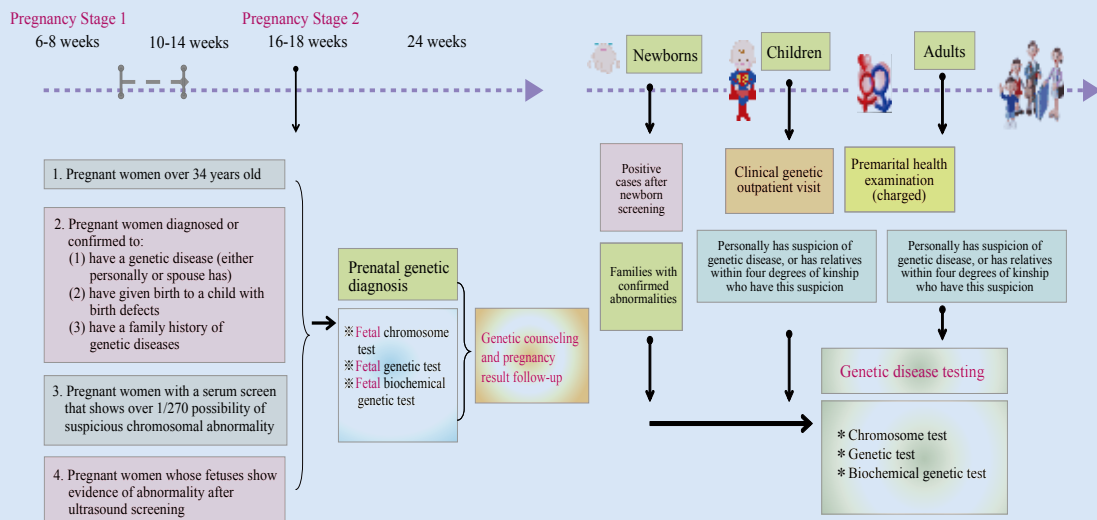 Pregnancy Stage 1
6-8 weeks
10-14 weeks
Pregnancy Stage 2
16-18 weeks
24 weeks
1. Pregnant women over 34 years old
2. Pregnant women diagnosed or
confirmed to:
(1) have a genetic disease (either
personally or spouse has)
(2) have given birth to a child with
birth defects
(3) have a family history of
genetic diseases
3. Pregnant women with a serum screen
that shows over 1/270 possibility of
suspicious chromosomal abnormality
4. Pregnant women whose fetuses show
evidence of abnormality after
ultrasound screening
Prenatal genetic
diagnosis
※Fetal chromosome
test
※Fetal genetic test
※Fetal biochemical
genetic test
Genetic counseling
and pregnancy
result follow-up
Newborns
Positive
cases after
newborn
screening
Families with
confirmed
abnormalities
Children
Clinical genetic
outpatient visit
Personally has suspicion of
genetic disease, or has relatives
within four degrees of kinship
who have this suspicion
Adults
Premarital health
examination
(charged)
Personally has suspicion of
genetic disease, or has relatives
within four degrees of kinship
who have this suspicion
Genetic disease testing
* Chromosome test
* Genetic test
* Biochemical genetic test